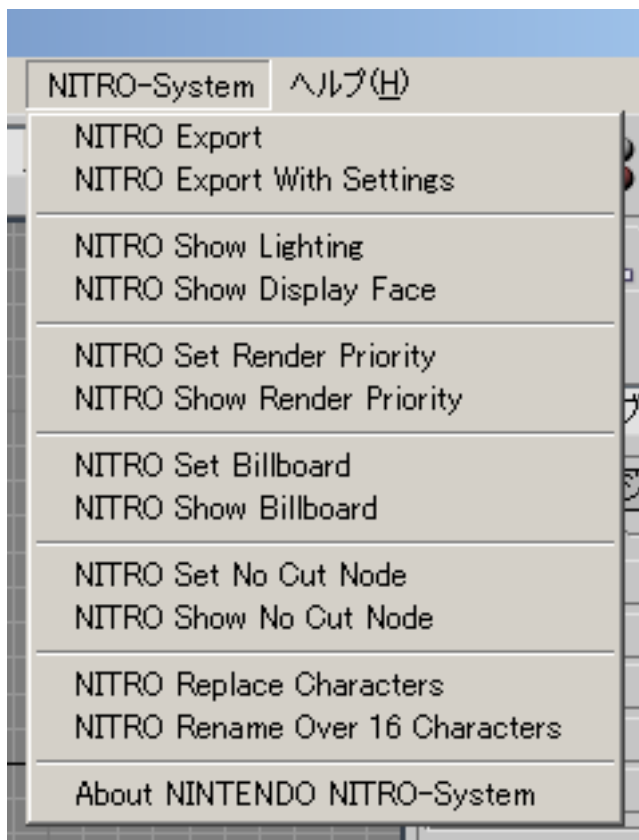 NITRO-System ヘルプ(H)
NITRO Export
NITRO Export With Settings
NITRO Show Lighting
NITRO Show Display Face
NITRO Set Render Priority
NITRO Show Render Priority
NITRO Set Billboard
NITRO Show Billboard
NITRO Set No Cut Node
NITRO Show No Cut Node
NITRO Replace Characters
NITRO Rename Over 16 Characters
About NINTENDO NITRO-System